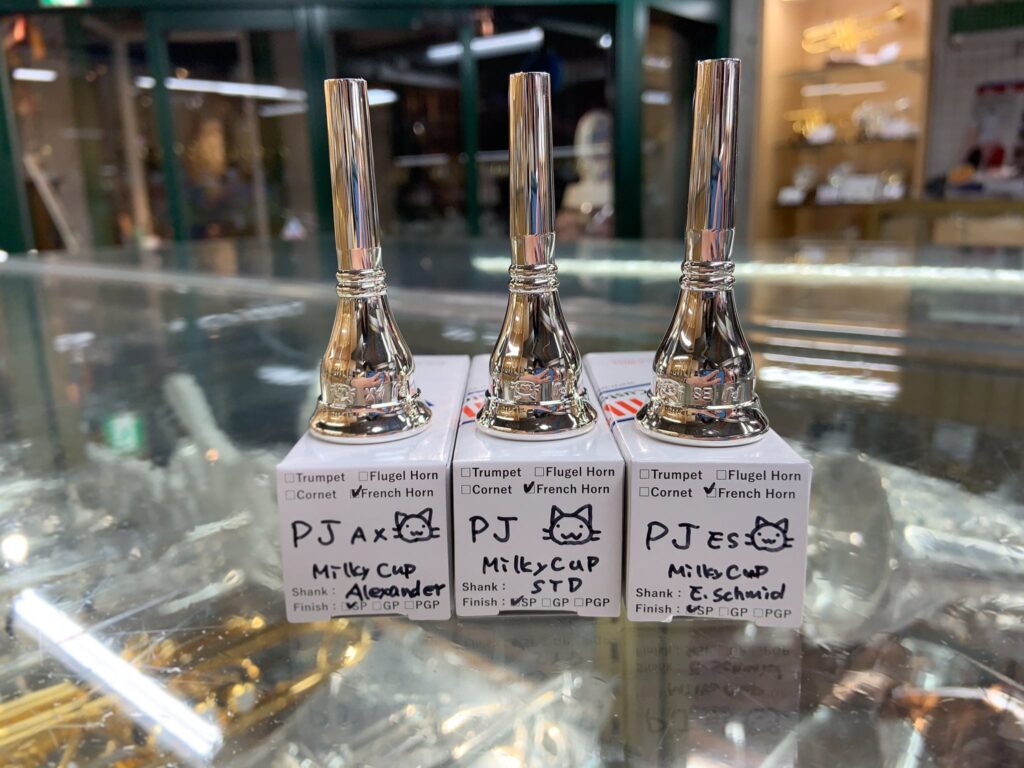 □Trumpet □Flugel Horn
□Cornet ☑French Horn
PJ AX
Milky Cup
Shank: Alexander
Finish: ☑SP □GP □PGP
□Trumpet □Flugel Horn
□Cornet ☑French Horn
PJ
Milky Cup
Shank: STD
Finish: ☑SP □GP □PGP
□Trumpet □Flugel Horn
□Cornet ☑French Horn
PJ ES
Milky Cup
Shank: E. Schmid
Finish: ☑SP □GP □PGP